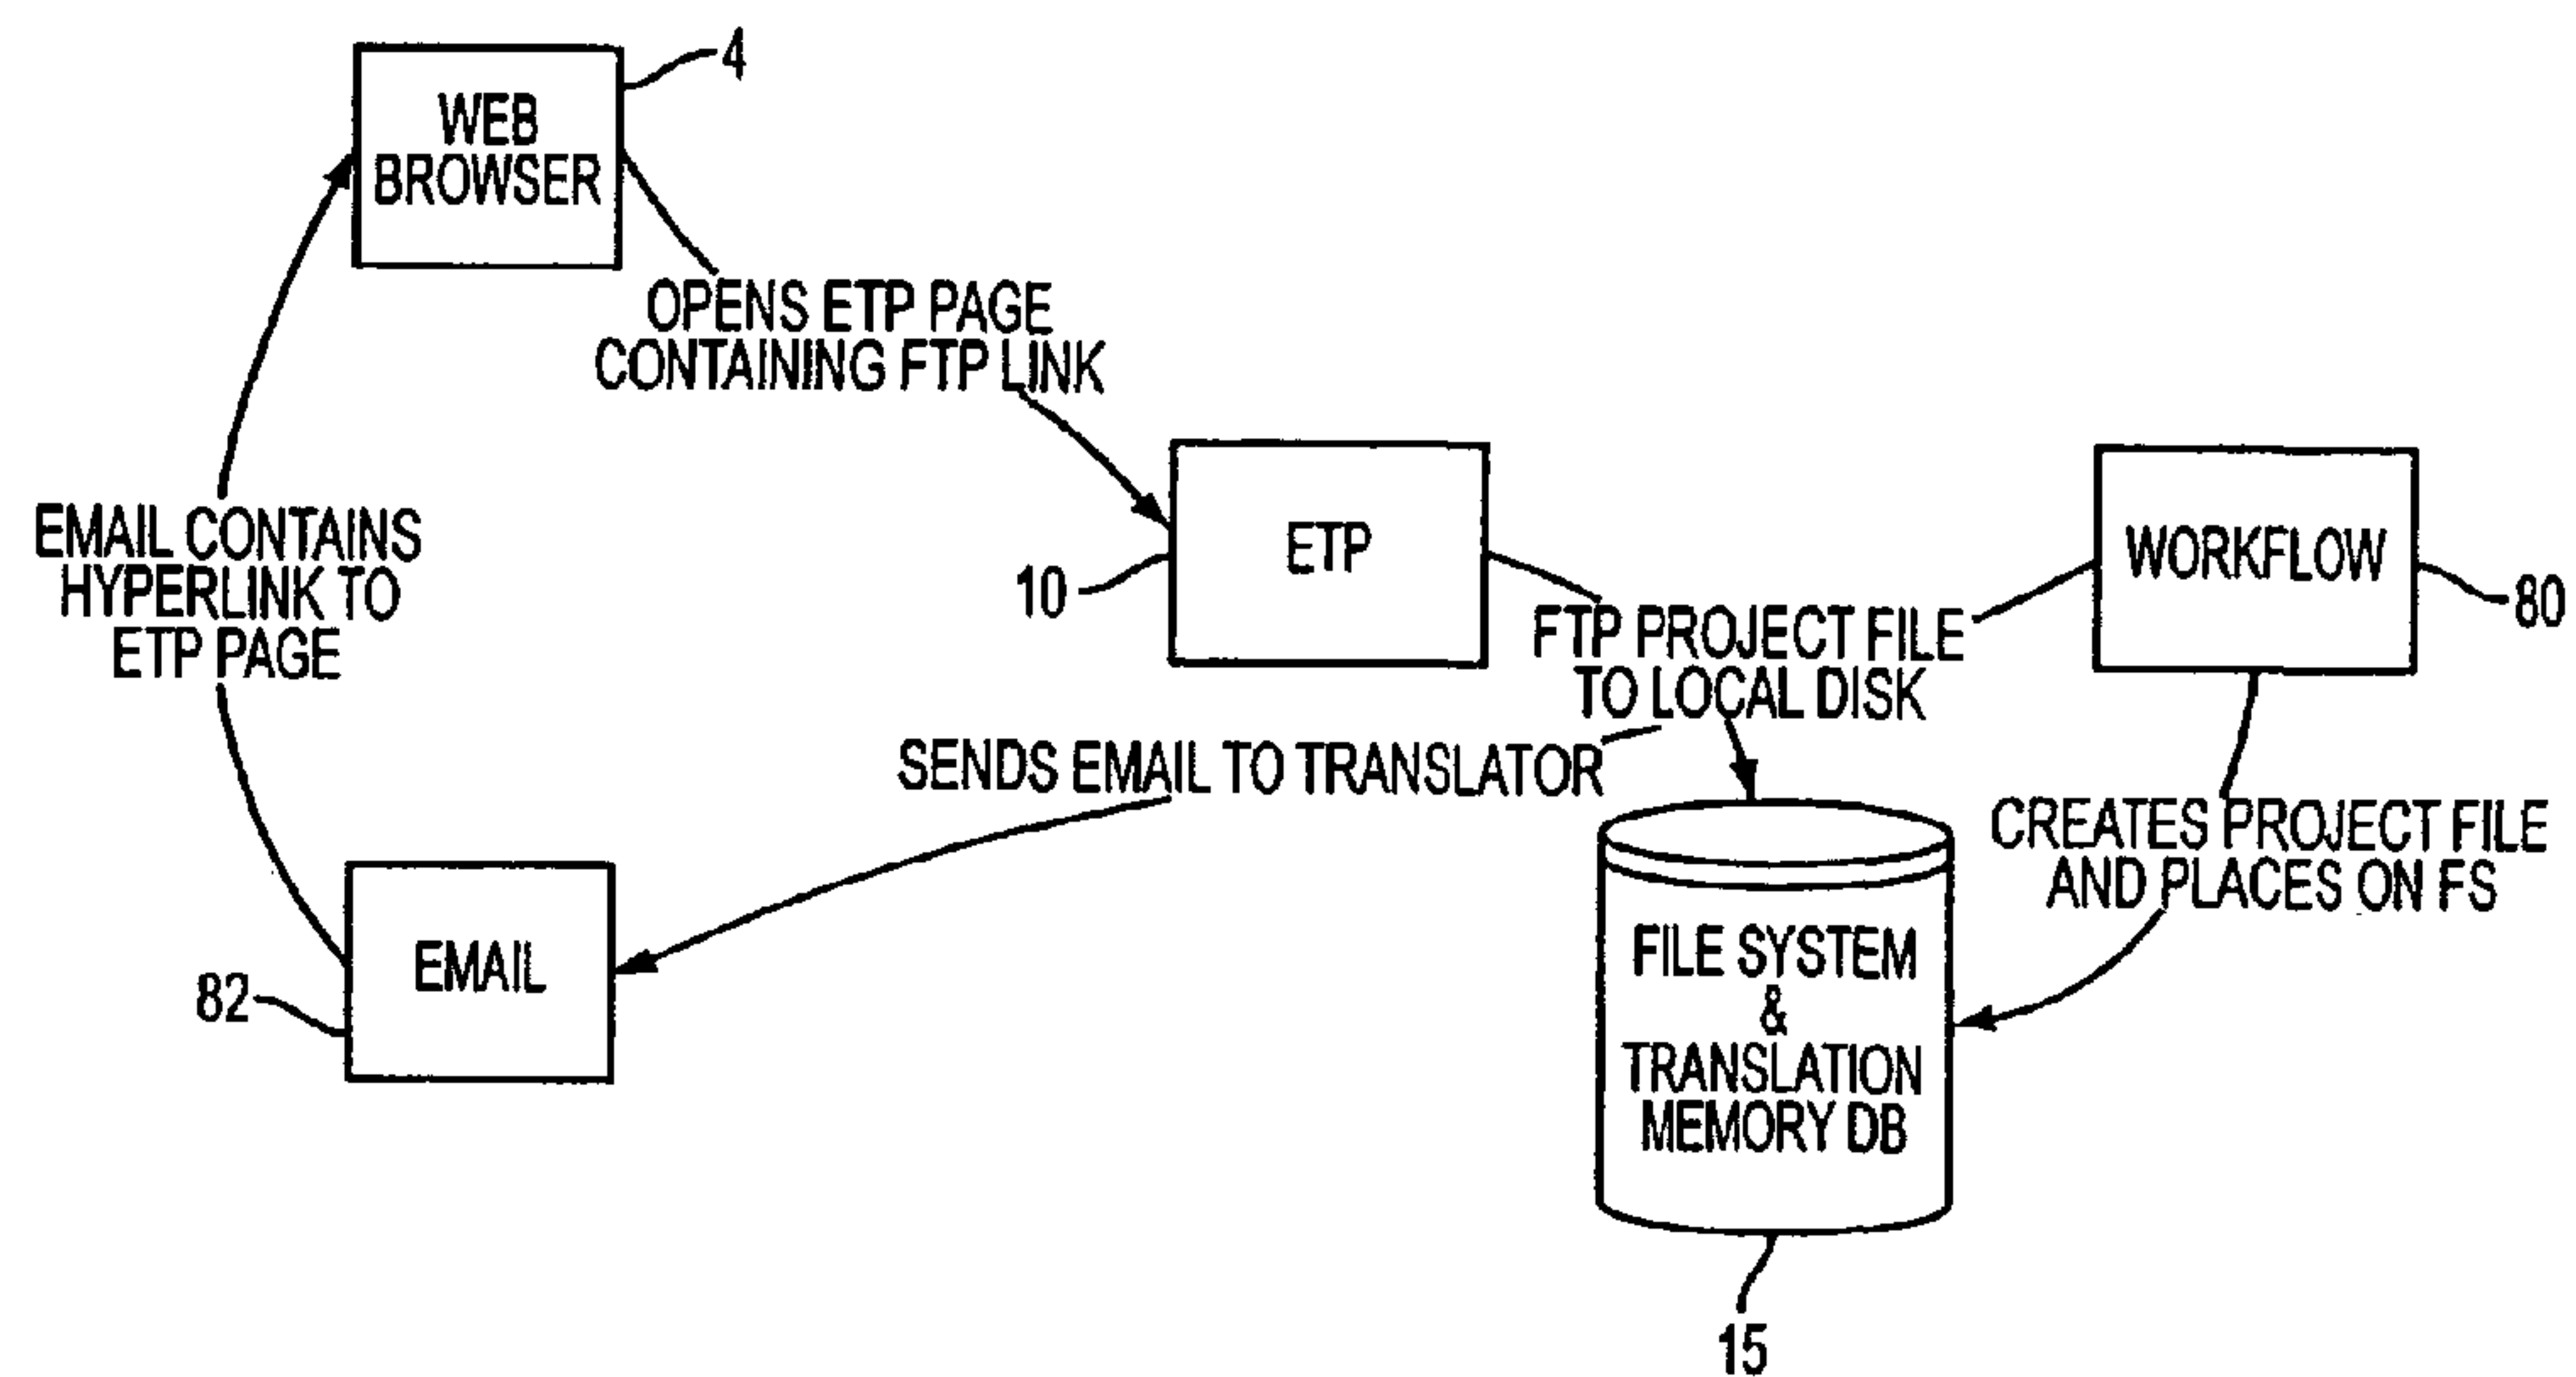 4
WEB
BROWSER
OPENS ETP PAGE
CONTAINING FTP LINK
EMAIL CONTAINS
HYPERLINK TO
ETP PAGE
ETP
10
WORKFLOW
80
FTP PROJECT FILE
TO LOCAL DISK
SENDS EMAIL TO TRANSLATOR
CREATES PROJECT FILE
AND PLACES ON FS
EMAIL
82
FILE SYSTEM
&
TRANSLATION
MEMORY DB
15